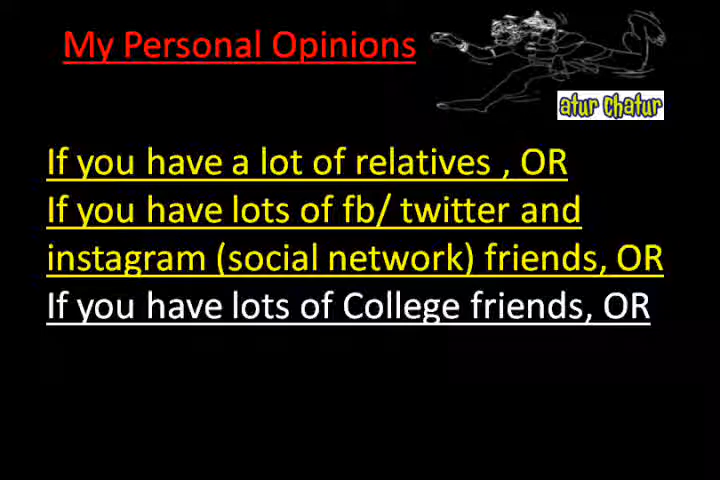 My Personal Opinions
atur chatur
If you have a lot of relatives , OR
If you have lots of fb/ twitter and
instagram (social network) friends, OR
If you have lots of College friends, OR